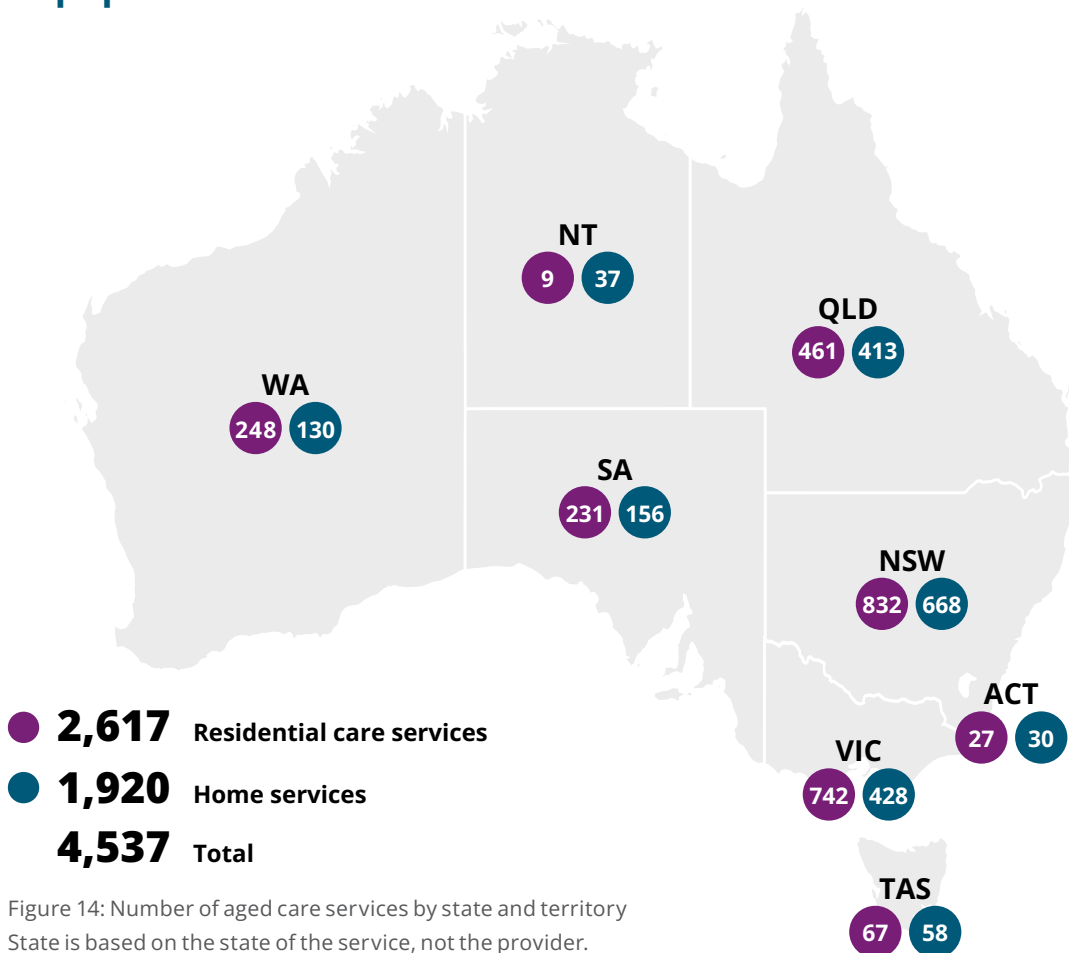 NT
9 37
QLD
461 413
WA
248 130
SA
231 156
NSW
832 668
ACT
27 30
VIC
742 428
TAS
67 58
2,617 Residential care services
1,920 Home services
4,537 Total
Figure 14: Number of aged care services by state and territory
State is based on the state of the service, not the provider.